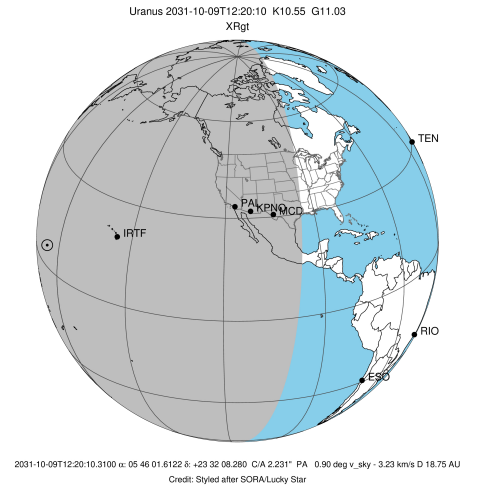 Uranus 2031-10-09T12:20:10 K10.55 G11.03
XRgt
TEN
PAL
KPNO
MCD
IRTF
RIO
ESO
2031-10-09T12:20:10.3100 α: 05 46 01.6122 δ: +23 32 08.280 C/A 2.231" PA 0.90 deg v_sky - 3.23 km/s D 18.75 AU
Credit: Styled after SORA/Lucky Star